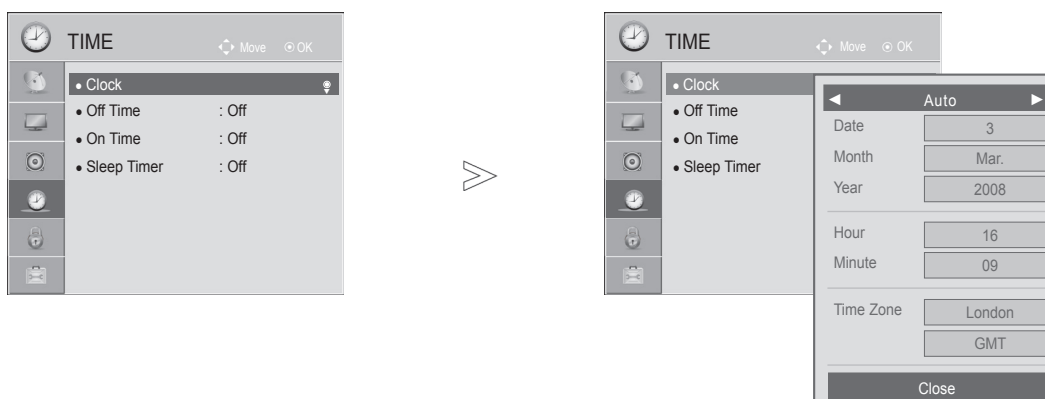 TIME
Move OK
• Clock
• Off Time : Off
• On Time : Off
• Sleep Timer : Off
TIME
Move OK
• Clock
• Off Time
• On Time
• Sleep Timer
◄ Auto ►
Date 3
Month Mar.
Year 2008
Hour 16
Minute 09
Time Zone London
GMT
Close